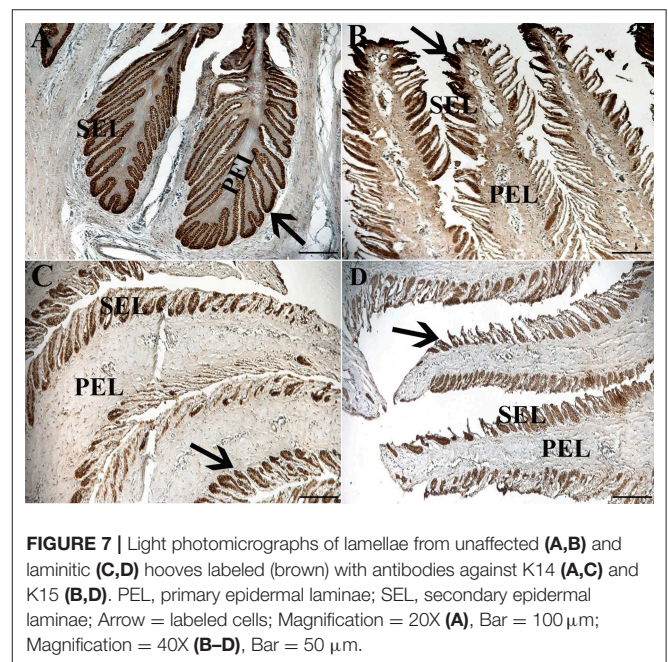 A
SEL
PEL
B
SEL
PEL
C
SEL
PEL
D
SEL
PEL
FIGURE 7 | Light photomicrographs of lamellae from unaffected (A,B) and
laminitic (C,D) hooves labeled (brown) with antibodies against K14 (A,C) and
K15 (B,D). PEL, primary epidermal laminae; SEL, secondary epidermal
laminae; Arrow = labeled cells; Magnification = 20X (A), Bar = 100 μm;
Magnification = 40X (B–D), Bar = 50 μm.